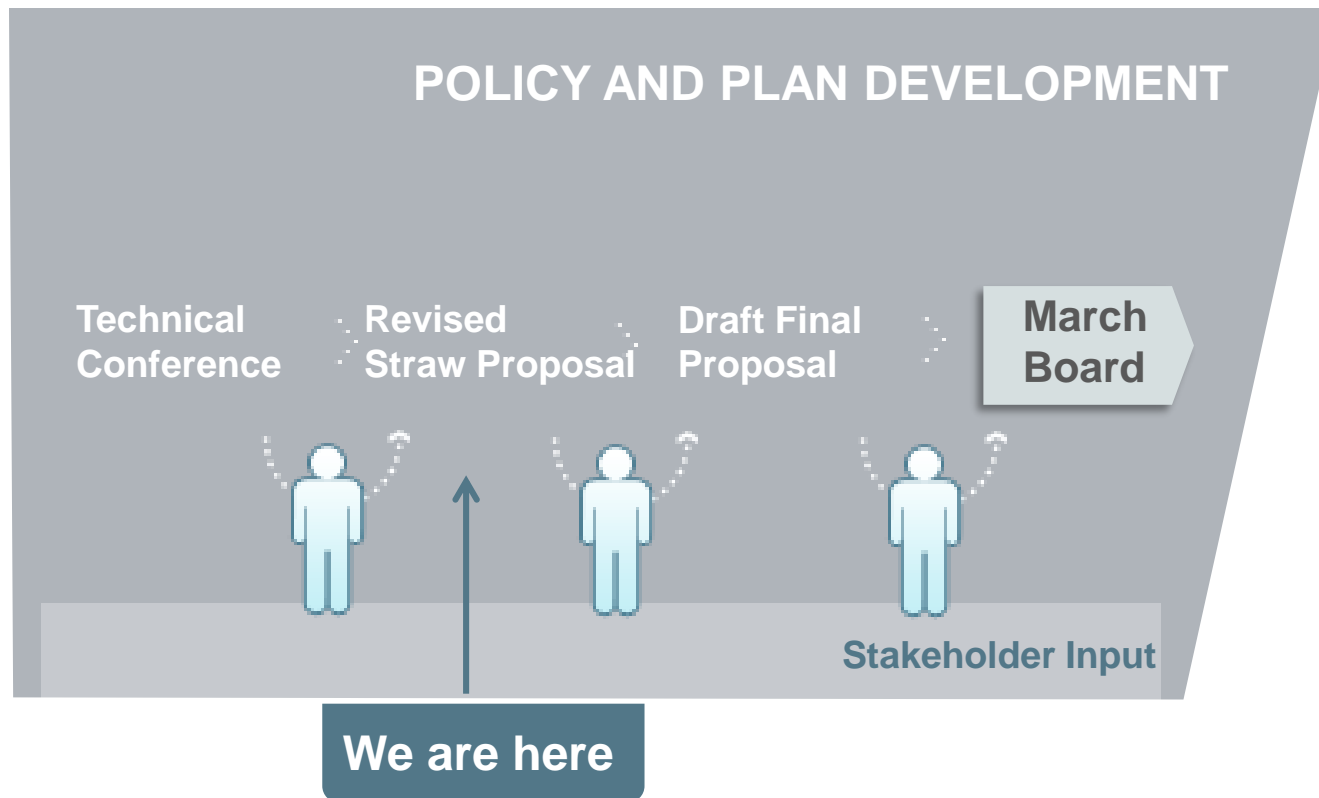 POLICY AND PLAN DEVELOPMENT
Technical
Conference
Revised
Straw Proposal
Draft Final
Proposal
March
Board
Stakeholder Input
We are here